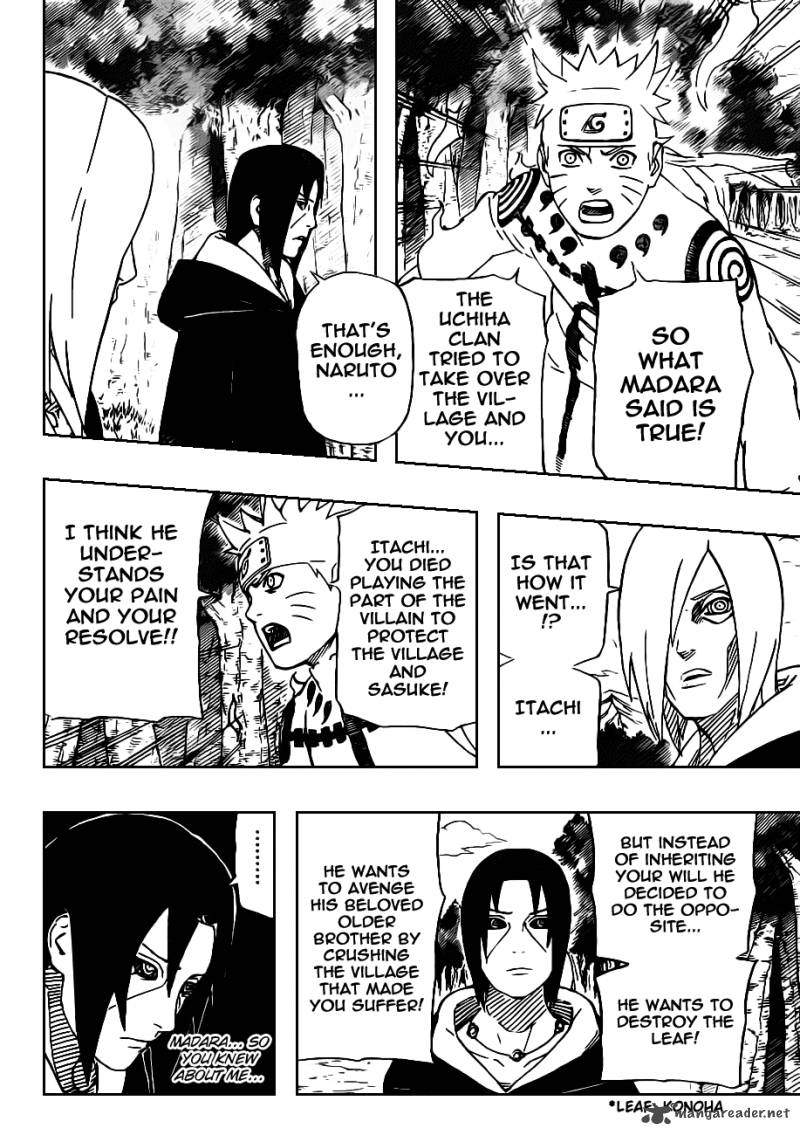 SO
WHAT
MADARA
SAID IS
TRUE!
THE
UCHIHA
CLAN
TRIED TO
TAKE OVER
THE VIL-
LAGE AND
YOU...
THAT'S
ENOUGH,
NARUTO
...
IS THAT
HOW IT
WENT...
!?
ITACHI
...
ITACHI...
YOU DIED
PLAYING THE
PART OF THE
VILLAIN TO
PROTECT
THE VILLAGE
AND
SASUKE!
I THINK HE
UNDER-
STANDS
YOUR PAIN
AND YOUR
RESOLVE!!
BUT INSTEAD
OF INHERITING
YOUR WILL HE
DECIDED TO
DO THE OPPO-
SITE...
HE WANTS TO
DESTROY THE
LEAF!
HE WANTS
TO AVENGE
HIS BELOVED
OLDER
BROTHER BY
CRUSHING
THE VILLAGE
THAT MADE
YOU SUFFER!
.........
MADARA... SO
YOU KNEW
ABOUT ME...
*LEAF: KONOHA
Mangareader.net